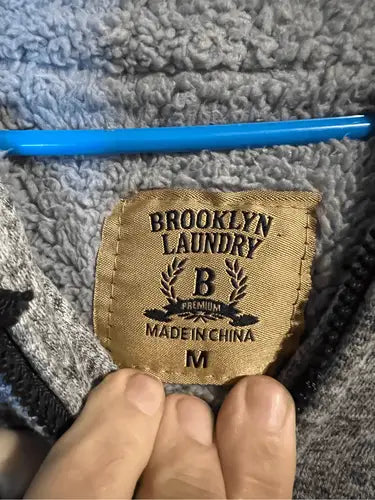 BROOKLYN
LAUNDRY
B
PREMIUM
MADE IN CHINA
M